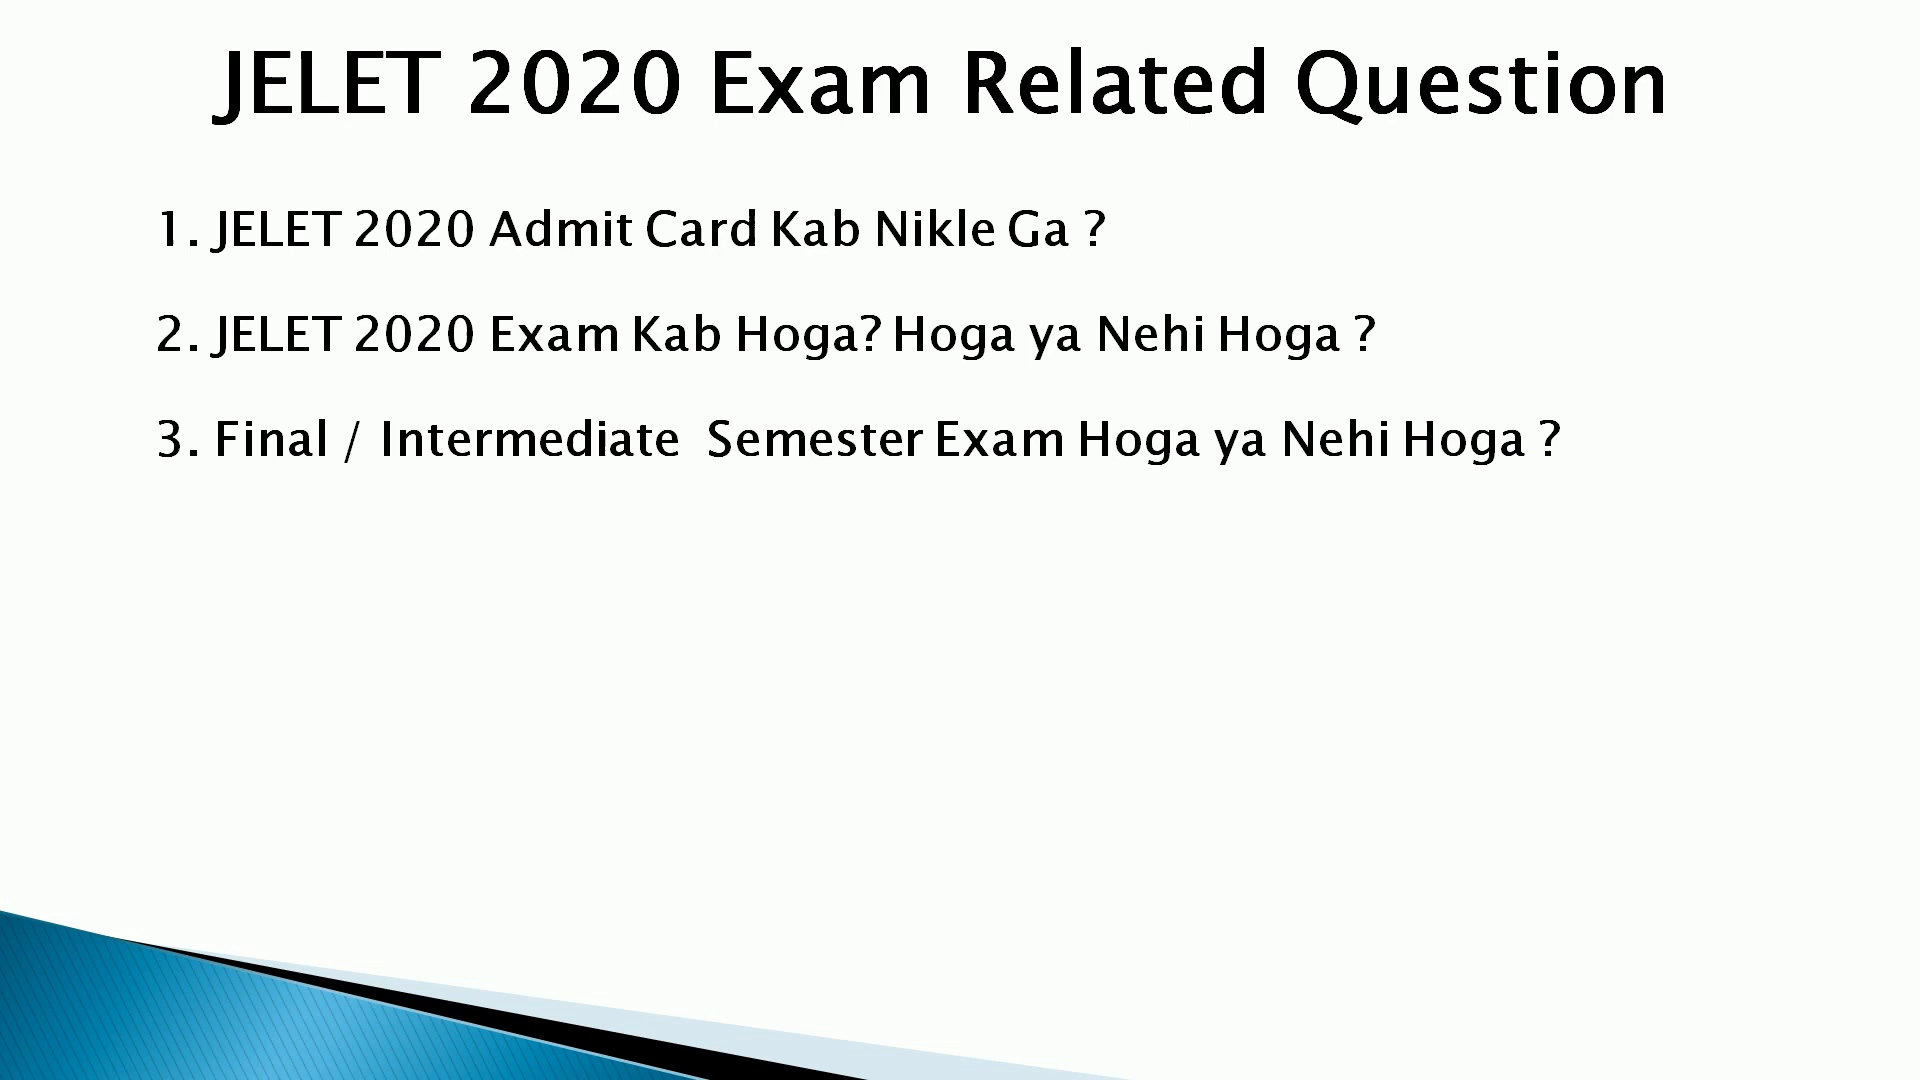 JELET 2020 Exam Related Question
1. JELET 2020 Admit Card Kab Nikle Ga ?
2. JELET 2020 Exam Kab Hoga? Hoga ya Nehi Hoga ?
3. Final / Intermediate Semester Exam Hoga ya Nehi Hoga ?